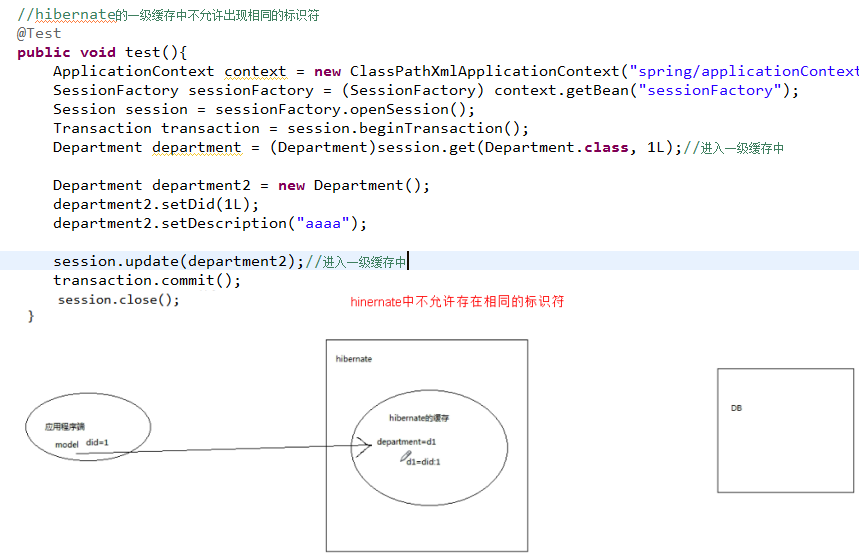 //hibernate的一级缓存中不允许出现相同的标识符
@Test
public void test(){
ApplicationContext context = new ClassPathXmlApplicationContext("spring/applicationContext
SessionFactory sessionFactory = (SessionFactory) context.getBean("sessionFactory");
Session session = sessionFactory.openSession();
Transaction transaction = session.beginTransaction();
Department department = (Department)session.get(Department.class, 1L);//进入一级缓存中
Department department2 = new Department();
department2.setDid(1L);
department2.setDescription("aaaa");
session.update(department2);//进入一级缓存中
transaction.commit();
session.close();
hinernate中不允许存在相同的标识符
}
hibernate
hibernate的缓存
DB
应用程序端
model did=1
department=d1
d1=did:1